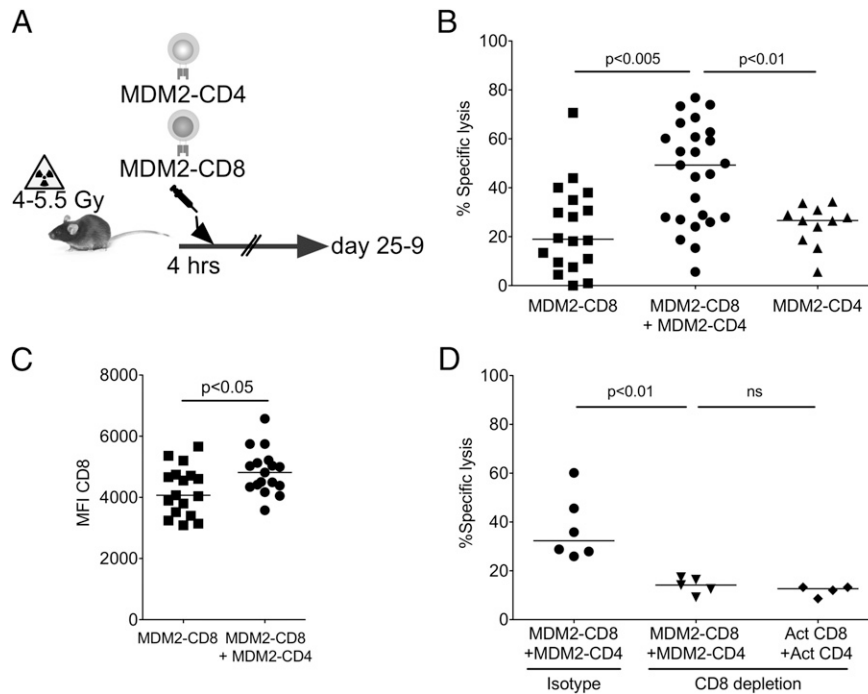 A
MDM2-CD4
MDM2-CD8
4-5.5 Gy
4 hrs
day 25-9
B
% Specific lysis
100
80
60
40
20
0
p<0.005
p<0.01
MDM2-CD8
MDM2-CD8
+ MDM2-CD4
MDM2-CD4
C
MFI CD8
8000
6000
4000
2000
0
p<0.05
MDM2-CD8
MDM2-CD8
+ MDM2-CD4
D
%Specific lysis
100
80
60
40
20
0
p<0.01
ns
MDM2-CD8
+MDM2-CD4
MDM2-CD8
+MDM2-CD4
Act CD8
+Act CD4
Isotype
CD8 depletion